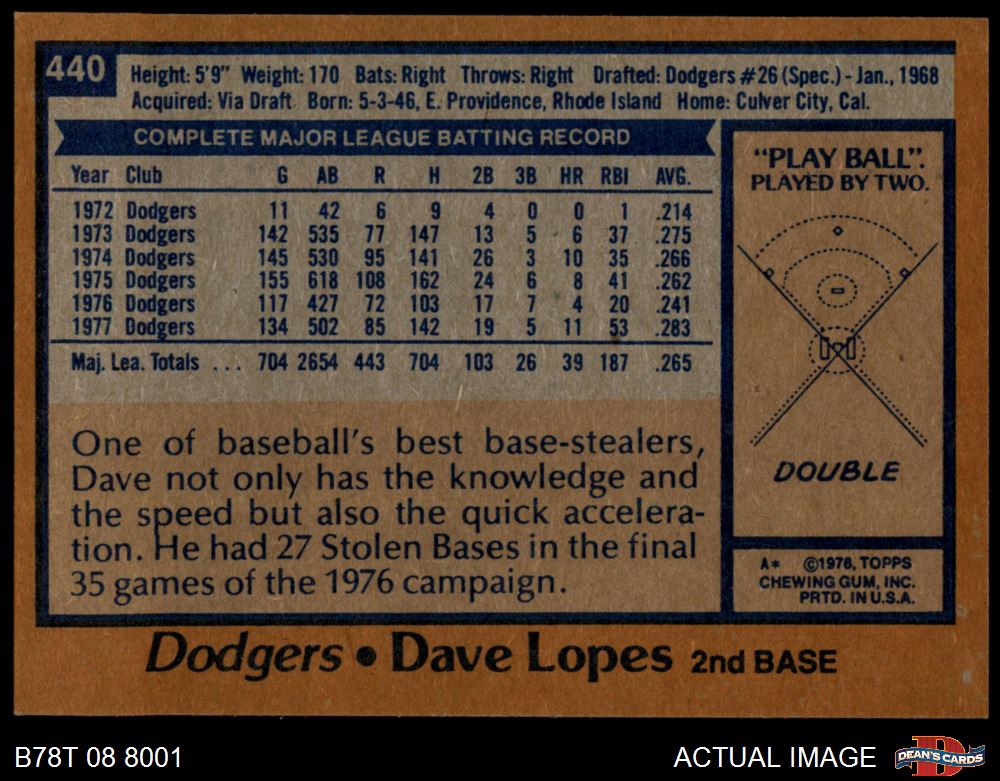 440
Height: 5'9" Weight: 170 Bats: Right Throws: Right Drafted: Dodgers #26 (Spec.) - Jan., 1968
Acquired: Via Draft Born: 5-3-46, E. Providence, Rhode Island Home: Culver City, Cal.
COMPLETE MAJOR LEAGUE BATTING RECORD
Year Club G AB R H 2B 3B HR RBI AVG.
1972 Dodgers 11 42 6 9 4 0 0 1 .214
1973 Dodgers 142 535 77 147 13 5 6 37 .275
1974 Dodgers 145 530 95 141 26 3 10 35 .266
1975 Dodgers 155 618 108 162 24 6 8 41 .262
1976 Dodgers 117 427 72 103 17 7 4 20 .241
1977 Dodgers 134 502 85 142 19 5 11 53 .283
Maj. Lea. Totals ... 704 2654 443 704 103 26 39 187 .265
One of baseball's best base-stealers,
Dave not only has the knowledge and
the speed but also the quick accelera-
tion. He had 27 Stolen Bases in the final
35 games of the 1976 campaign.
"PLAY BALL".
PLAYED BY TWO.
DOUBLE
A* ©1978, TOPPS
CHEWING GUM, INC.
PRTD. IN U.S.A.
Dodgers • Dave Lopes 2nd BASE
B78T 08 8001
ACTUAL IMAGE
D
DEAN'S CARDS